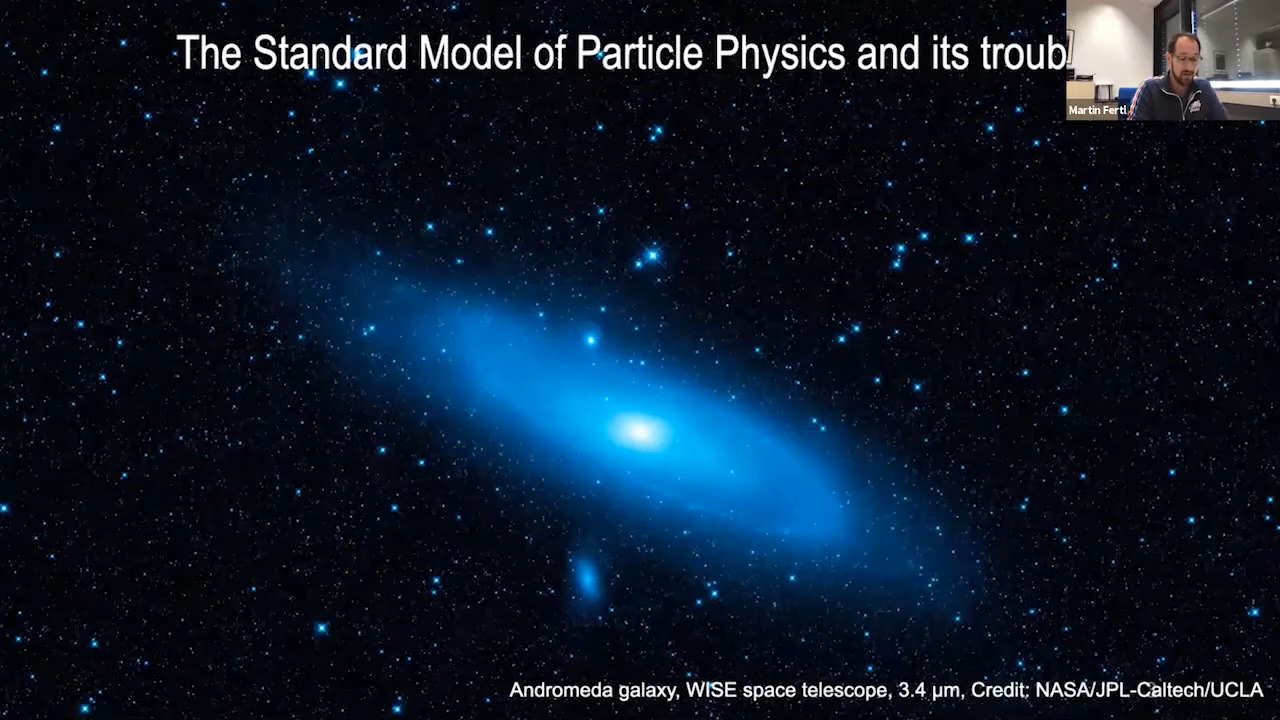 The Standard Model of Particle Physics and its troub
Martin Fertl
Andromeda galaxy, WISE space telescope, 3.4 µm, Credit: NASA/JPL-Caltech/UCLA